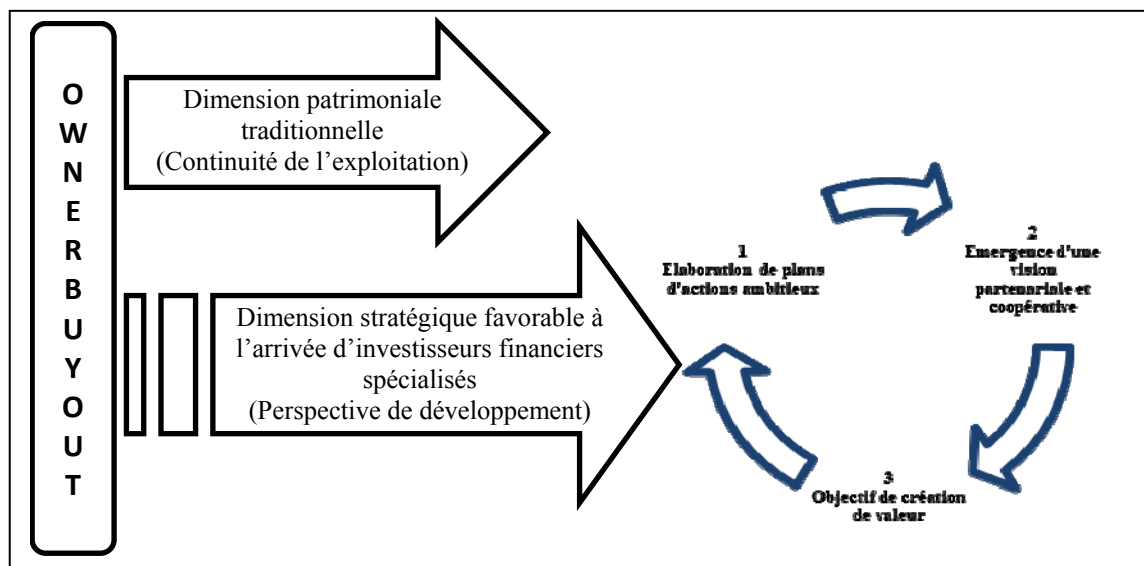 OWNERBUYOUT
Dimension patrimoniale
traditionnelle
(Continuité de l’exploitation)
Dimension stratégique favorable à
l’arrivée d’investisseurs financiers
spécialisés
(Perspective de développement)
1
Elaboration de plans
d'actions ambitieux
2
Emergence d'une
vision
partenariale et
coopérative
3
Objectif de création
de valeur